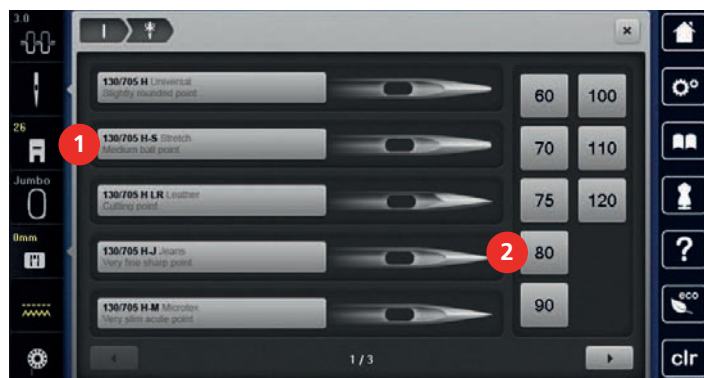 3.0
26
Jumbo
0mm
1
130/705 H Universal
Slightly rounded point
130/705 H-S Stretch
Medium ball point
130/705 H LR Leather
Cutting point
130/705 H-J Jeans
Very fine sharp point
130/705 H-M Microtex
Very slim acute point
2
60 100
70 110
75 120
80
90
1 / 3
?
eco
clr